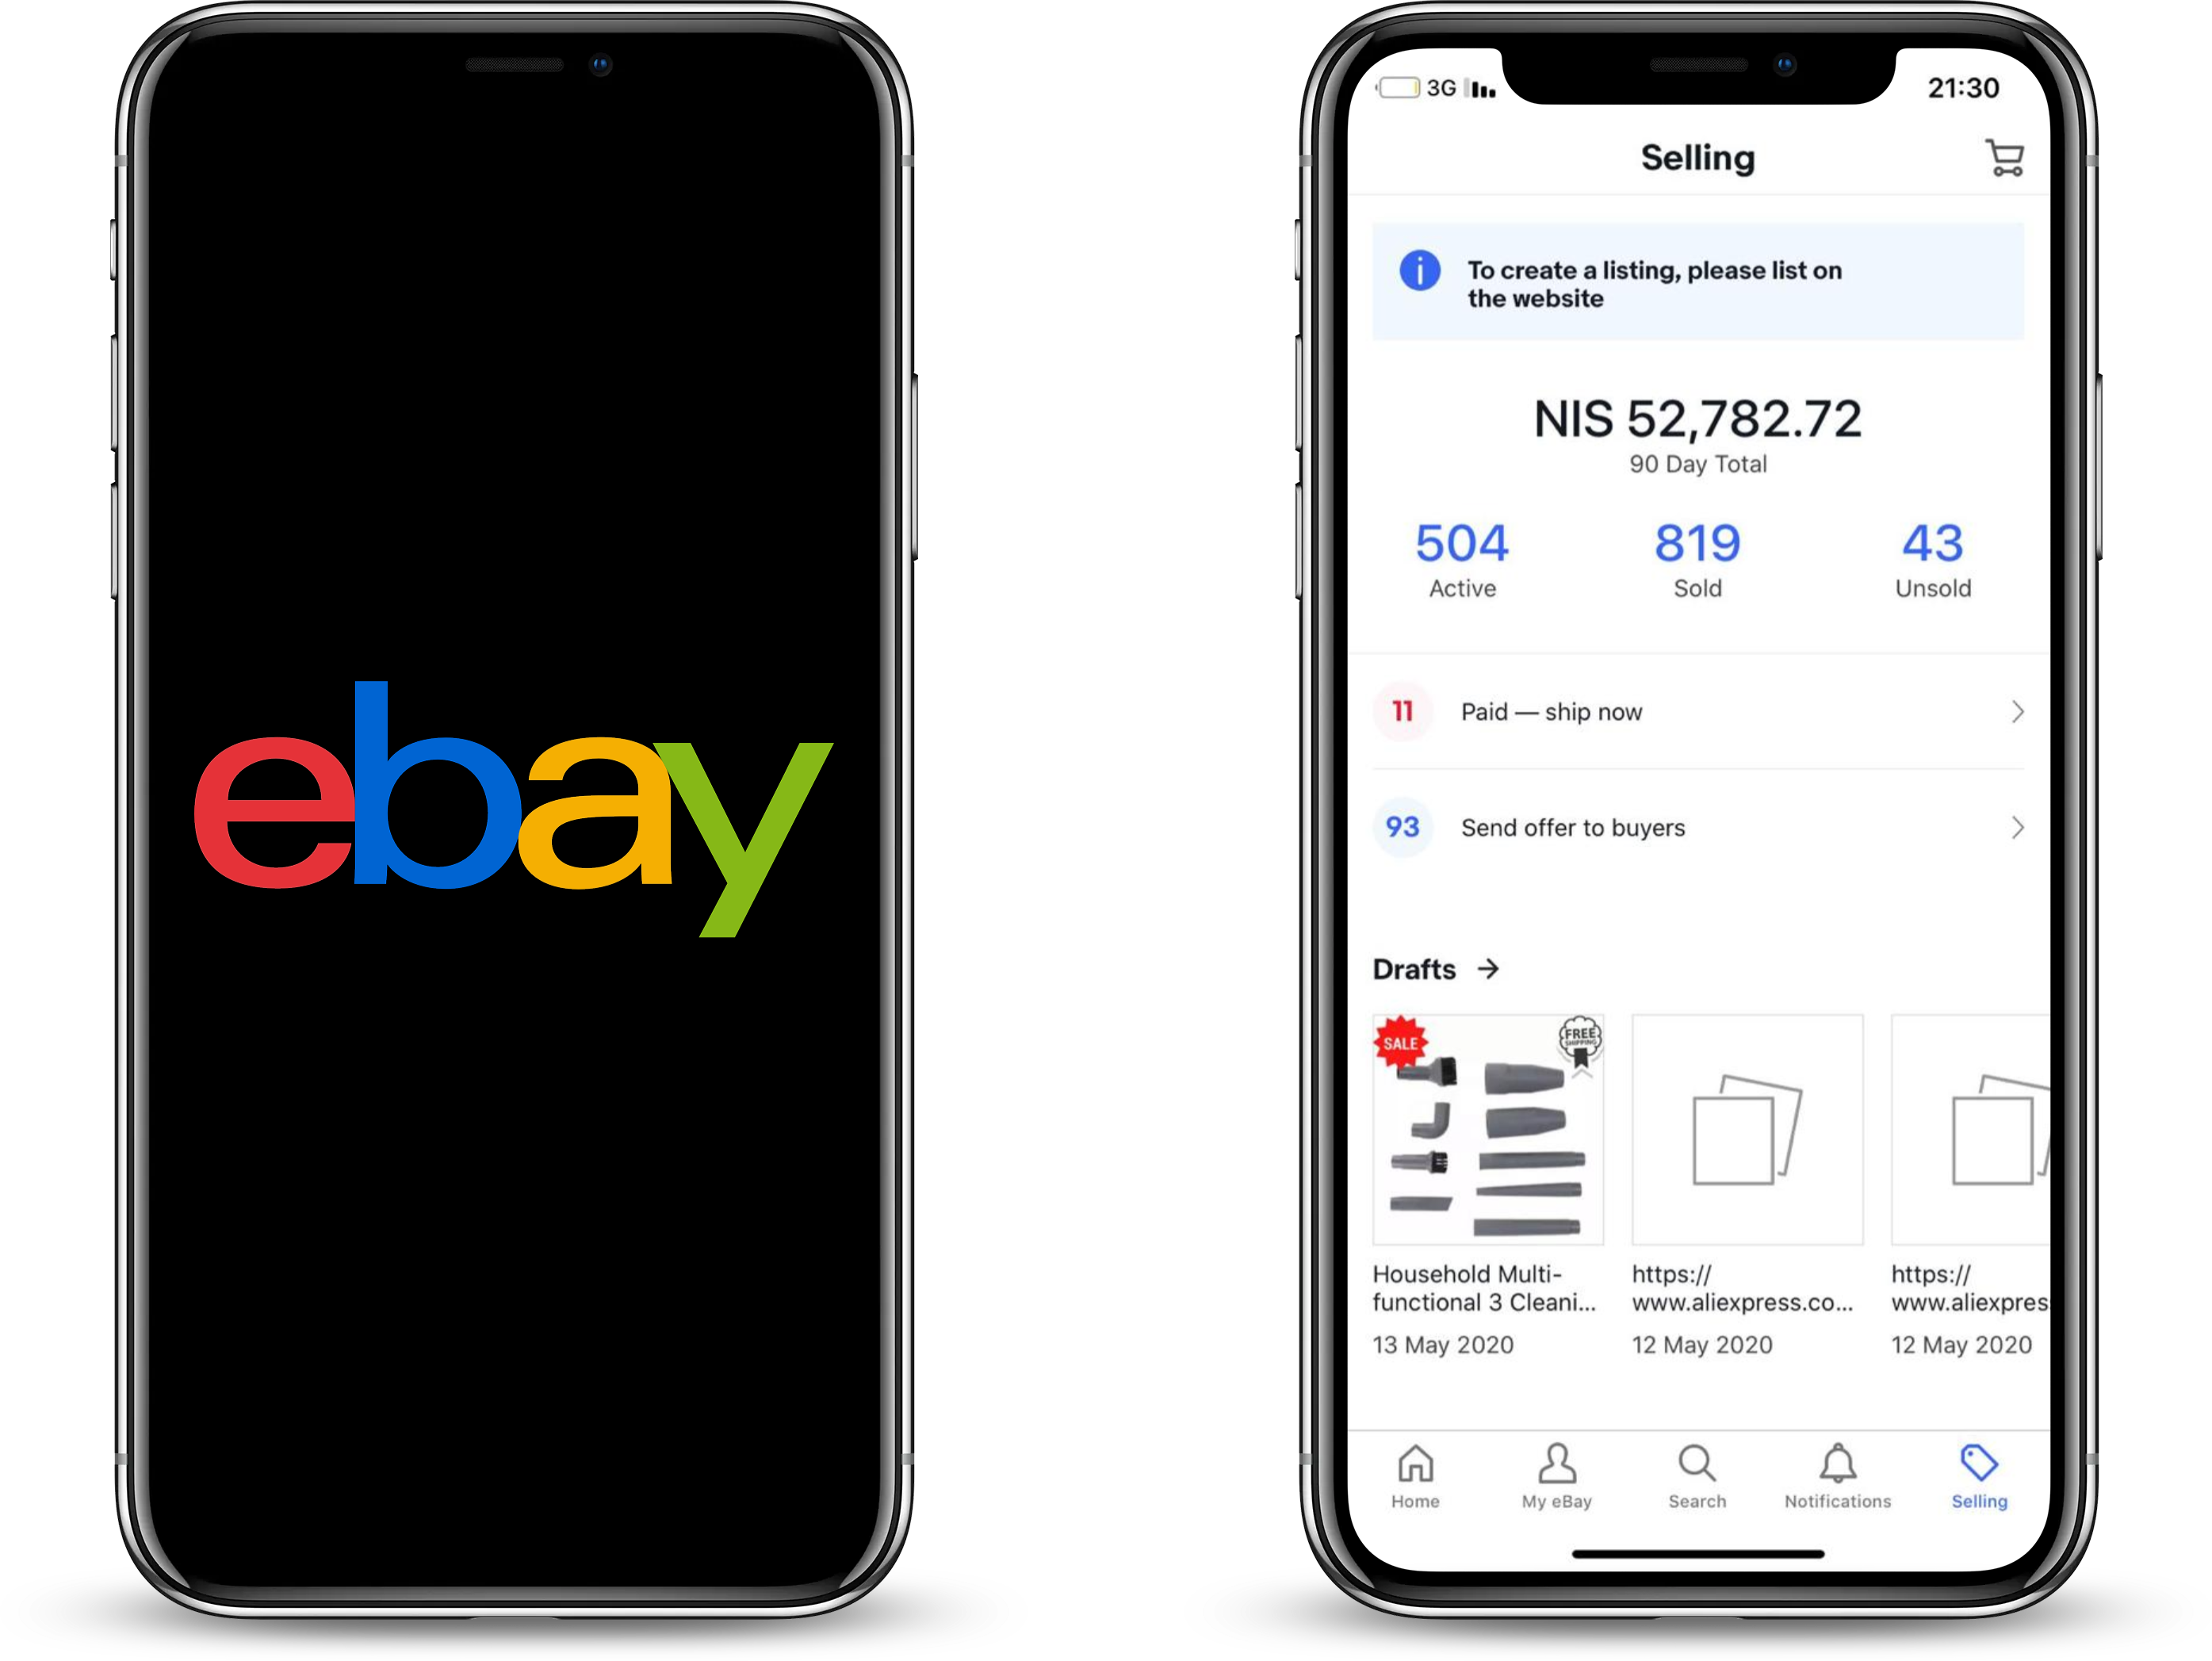 ebay
3G
21:30
Selling
To create a listing, please list on
the website
NIS 52,782.72
90 Day Total
504
819
43
Active
Sold
Unsold
11
Paid — ship now
93
Send offer to buyers
Drafts
SALE
FREE
SHIPPING
Household Multi-
functional 3 Cleani...
13 May 2020
https://
www.aliexpress.co...
12 May 2020
https://
www.aliexpres
12 May 2020
Home
My eBay
Search
Notifications
Selling